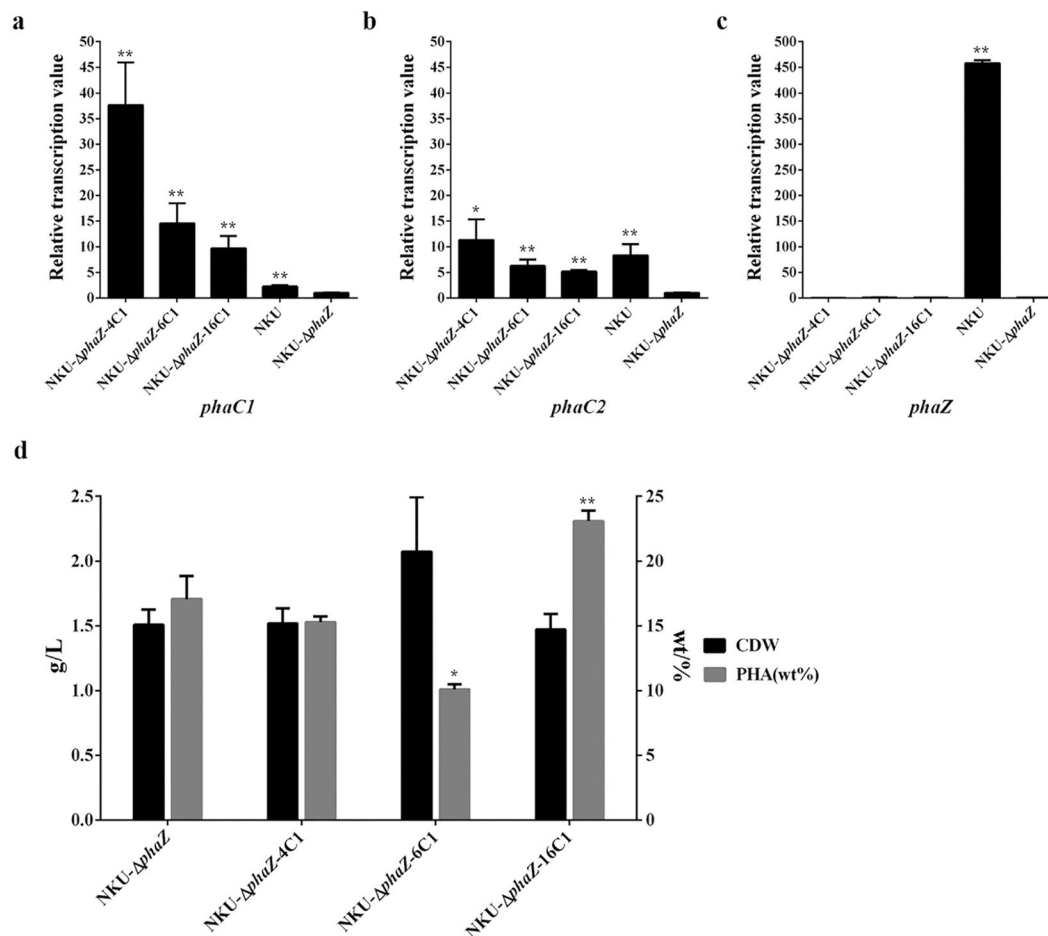 a
Relative transcription value
50
45
40
35
30
25
20
15
10
5
0
**
**
**
**
NKU-ΔphaZ-4C1
NKU-ΔphaZ-6C1
NKU-ΔphaZ-16C1
NKU
NKU-ΔphaZ
phaC1
b
Relative transcription value
50
45
40
35
30
25
20
15
10
5
0
*
**
**
**
NKU-ΔphaZ-4C1
NKU-ΔphaZ-6C1
NKU-ΔphaZ-16C1
NKU
NKU-ΔphaZ
phaC2
c
Relative transcription value
500
450
400
350
300
250
200
150
100
50
0
**
NKU-ΔphaZ-4C1
NKU-ΔphaZ-6C1
NKU-ΔphaZ-16C1
NKU
NKU-ΔphaZ
phaZ
d
g/L
2.5
2.0
1.5
1.0
0.5
0.0
*
**
25
20
15
10
5
0
wt/%
CDW
PHA(wt%)
NKU-ΔphaZ
NKU-ΔphaZ-4C1
NKU-ΔphaZ-6C1
NKU-ΔphaZ-16C1